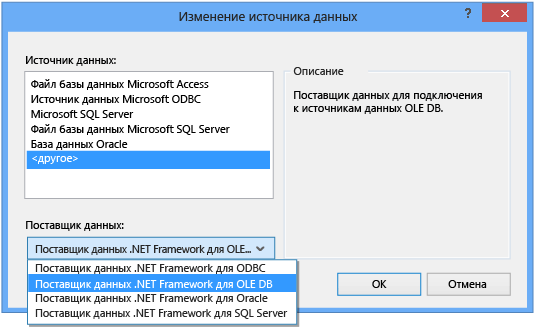 Изменение источника данных
?
Источник данных:
Файл базы данных Microsoft Access
Источник данных Microsoft ODBC
Microsoft SQL Server
Файл базы данных Microsoft SQL Server
База данных Oracle
<другое>
Описание
Поставщик данных для подключения
к источникам данных OLE DB.
Поставщик данных:
Поставщик данных .NET Framework для OLE...
Поставщик данных .NET Framework для ODBC
Поставщик данных .NET Framework для OLE DB
Поставщик данных .NET Framework для Oracle
Поставщик данных .NET Framework для SQL Server
ОК
Отмена